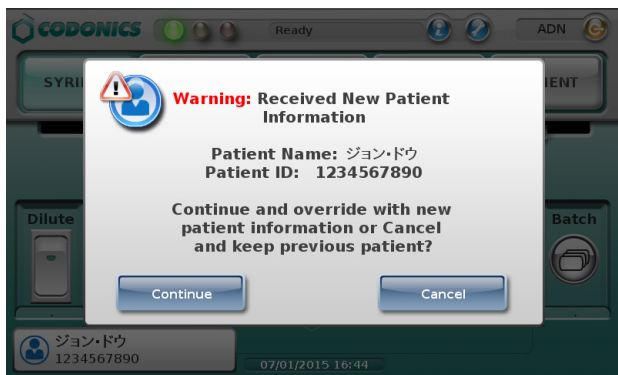 CODONICS
Ready
ADN
SYRI
IENT
Warning: Received New Patient
Information
Patient Name: ジョン・ドウ
Patient ID: 1234567890
Continue and override with new
patient information or Cancel
and keep previous patient?
Dilute
Batch
Continue
Cancel
ジョン・ドウ
1234567890
07/01/2015 16:44